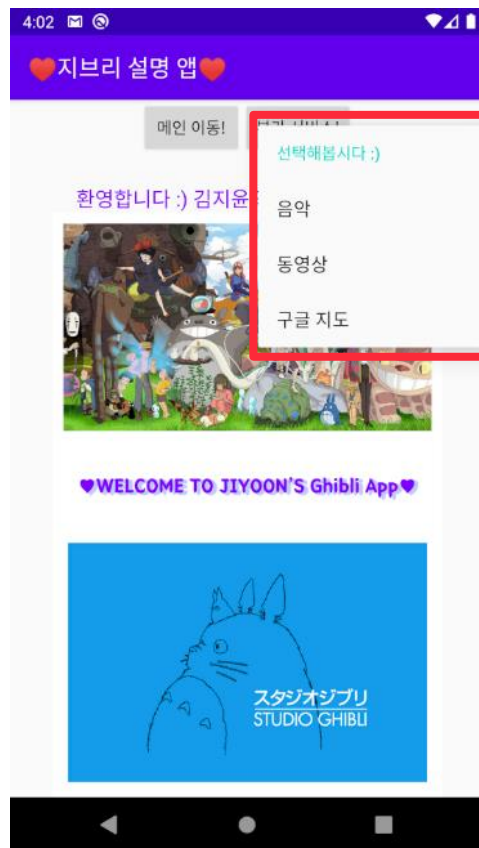 4:02
❤️지브리 설명 앱❤️
메인 이동!
선택해봅시다 :)
환영합니다 :) 김지윤
음악
동영상
구글 지도
♥WELCOME TO JIYOON'S Ghibli App♥
スタジオジブリ
STUDIO GHIBLI